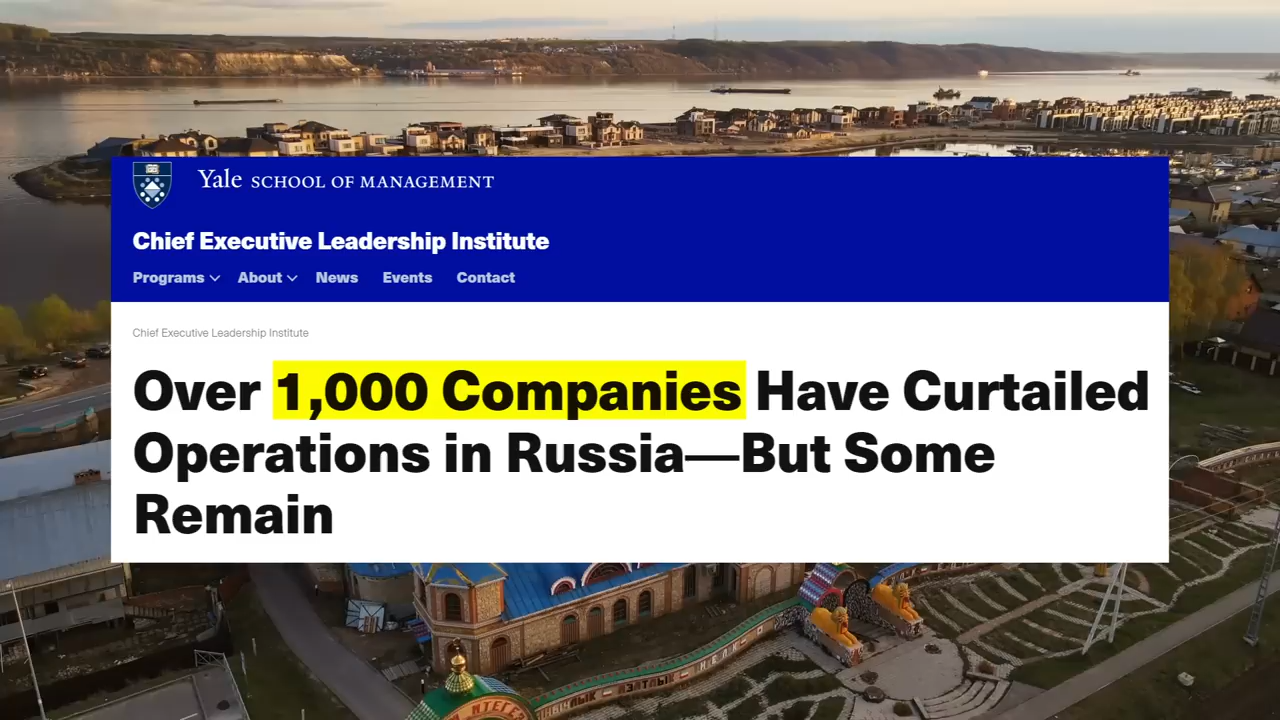 Yale SCHOOL OF MANAGEMENT
Chief Executive Leadership Institute
Programs About News Events Contact
Chief Executive Leadership Institute
Over 1,000 Companies Have Curtailed
Operations in Russia—But Some
Remain